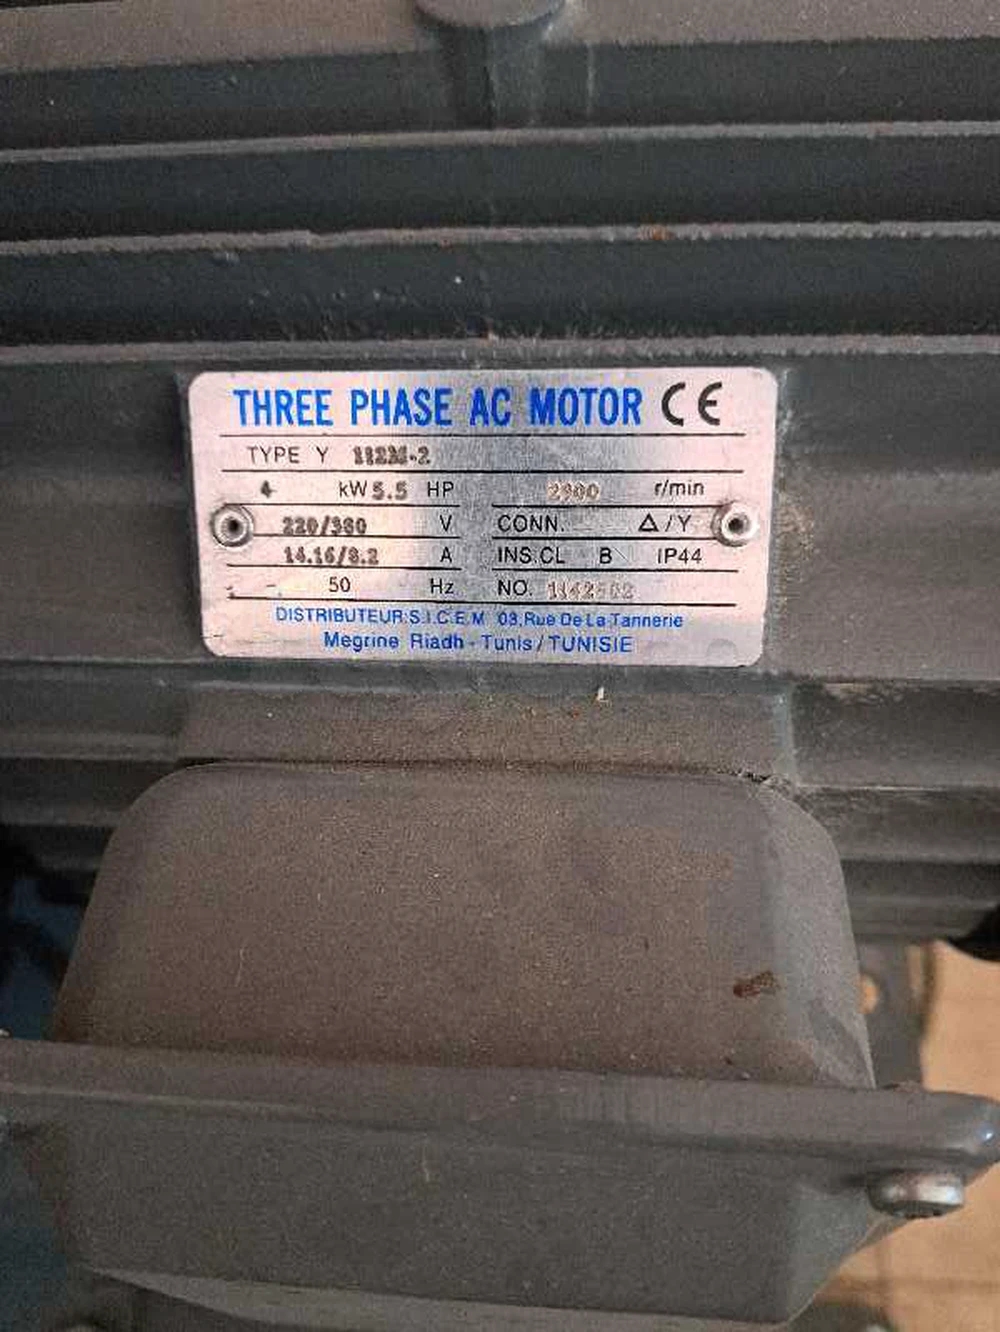 THREE PHASE AC MOTOR CE
TYPE Y 112M-2
4 kW 5.5 HP 2900 r/min
220/380 V CONN. Δ/Y
14.16/8.2 A INS.CL B IP44
50 Hz NO.
DISTRIBUTEUR:S.I.C.E.M 03,Rue De La Tannerie
Megrine Riadh - Tunis / TUNISIE